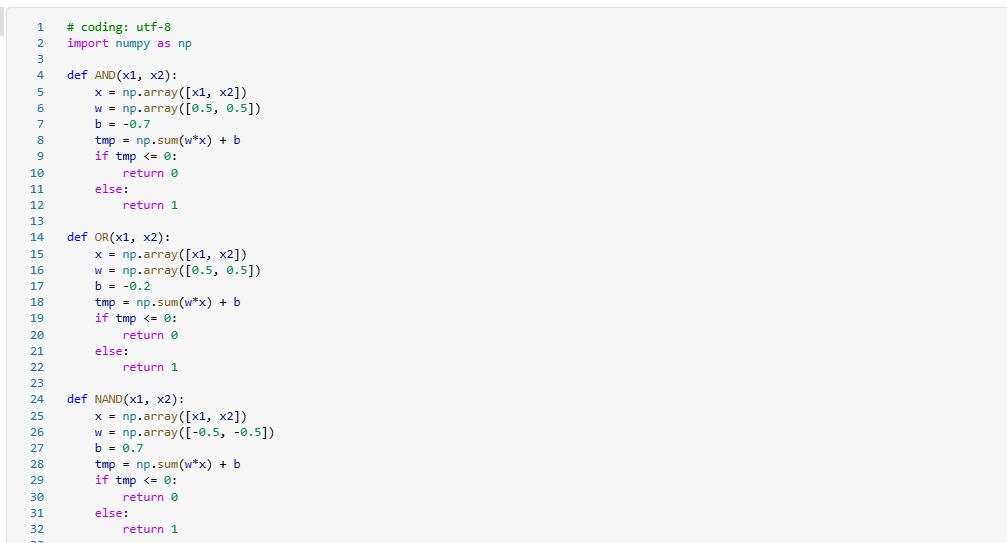 1 # coding: utf-8
2 import numpy as np
3
4 def AND(x1, x2):
5     x = np.array([x1, x2])
6     w = np.array([0.5, 0.5])
7     b = -0.7
8     tmp = np.sum(w*x) + b
9     if tmp <= 0:
10         return 0
11     else:
12         return 1
13
14 def OR(x1, x2):
15     x = np.array([x1, x2])
16     w = np.array([0.5, 0.5])
17     b = -0.2
18     tmp = np.sum(w*x) + b
19     if tmp <= 0:
20         return 0
21     else:
22         return 1
23
24 def NAND(x1, x2):
25     x = np.array([x1, x2])
26     w = np.array([-0.5, -0.5])
27     b = 0.7
28     tmp = np.sum(w*x) + b
29     if tmp <= 0:
30         return 0
31     else:
32         return 1